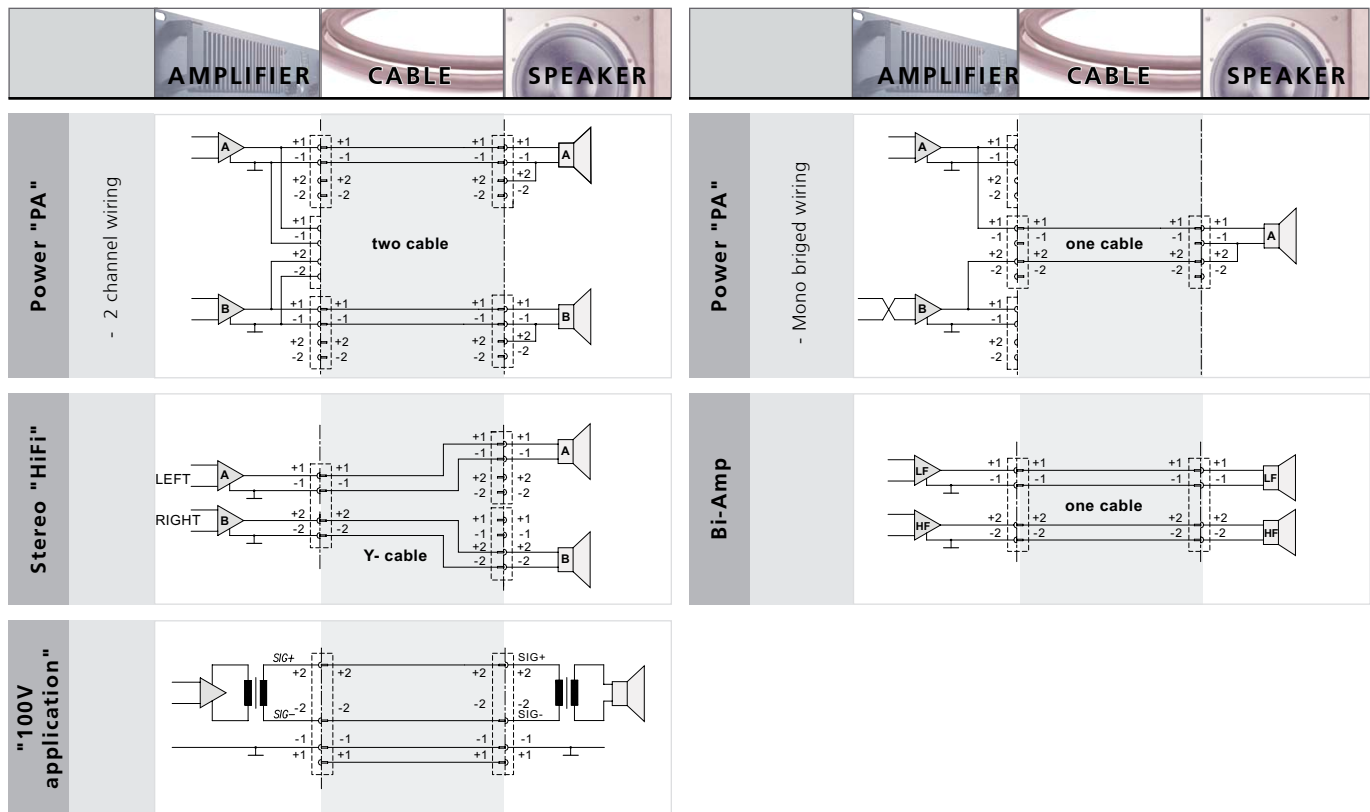 AMPLIFIER CABLE SPEAKER
AMPLIFIER CABLE SPEAKER
Power "PA"
- 2 channel wiring
A
+1 +1 +1 +1
-1 -1 -1 -1
+2 +2 +2 +2
-2 -2 -2 -2
A
+1
-1
two cable
+2
-2
B
+1 +1 +1 +1
-1 -1 -1 -1
+2 +2 +2 +2
-2 -2 -2 -2
B
Power "PA"
- Mono briged wiring
A
+1
-1
+2
-2
+1 +1 +1 +1
-1 -1 -1 -1
one cable
+2 +2 +2 +2
-2 -2 -2 -2
A
B
+1
-1
+2
-2
Stereo "HiFi"
LEFT A
+1 +1
-1 -1
RIGHT B
+2 +2
-2 -2
Y- cable
+1 +1
-1 -1
+2 +2
-2 -2
A
+1 +1
-1 -1
+2 +2
-2 -2
B
Bi-Amp
LF
+1 +1 +1 +1
-1 -1 -1 -1
LF
one cable
HF
+2 +2 +2 +2
-2 -2 -2 -2
HF
"100V
application"
SIG+ SIG+
+2 +2 +2 +2
-2 -2 -2 -2
SIG– SIG-
-1 -1 -1 -1
+1 +1 +1 +1